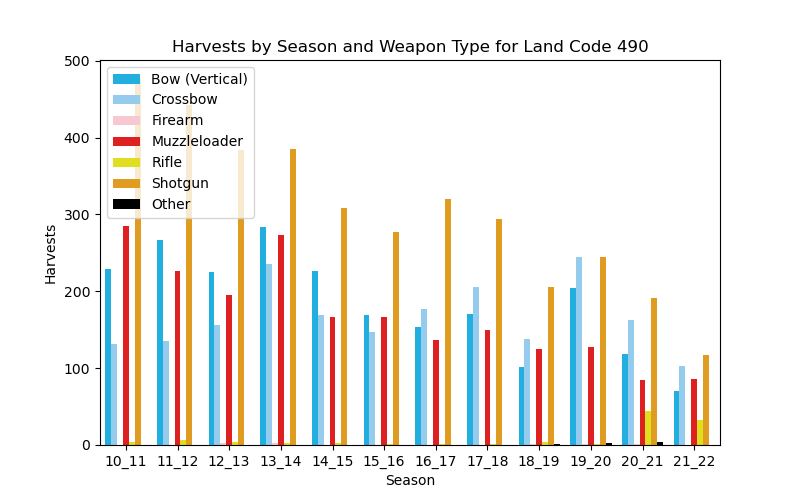 Harvests by Season and Weapon Type for Land Code 490
500
400
300
200
100
0
Harvests
Bow (Vertical)
Crossbow
Firearm
Muzzleloader
Rifle
Shotgun
Other
10_11 11_12 12_13 13_14 14_15 15_16 16_17 17_18 18_19 19_20 20_21 21_22
Season